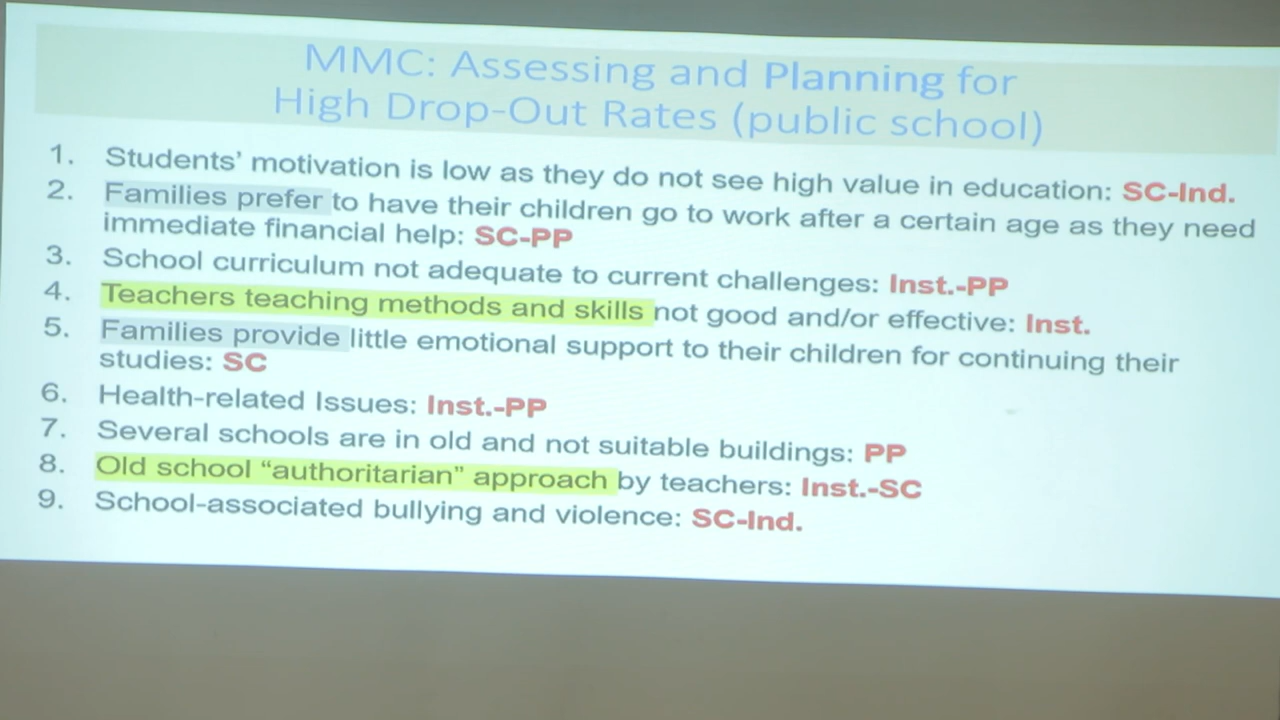 MMC: Assessing and Planning for
High Drop-Out Rates (public school)
1. Students' motivation is low as they do not see high value in education: SC-Ind.
2. Families prefer to have their children go to work after a certain age as they need
immediate financial help: SC-PP
3. School curriculum not adequate to current challenges: Inst.-PP
4. Teachers teaching methods and skills not good and/or effective: Inst.
5. Families provide little emotional support to their children for continuing their
studies: SC
6. Health-related Issues: Inst.-PP
7. Several schools are in old and not suitable buildings: PP
8. Old school “authoritarian” approach by teachers: Inst.-SC
9. School-associated bullying and violence: SC-Ind.